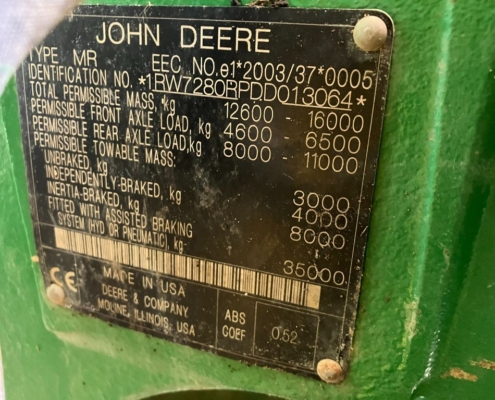 JOHN DEERE
TYPE MR EEC NO.e1*2003/37*0005
IDENTIFICATION NO. *1RW7280RPDD013064*
TOTAL PERMISSIBLE MASS, kg 12600 - 16000
PERMISSIBLE FRONT AXLE LOAD, kg 4600 - 6500
PERMISSIBLE REAR AXLE LOAD,kg 8000 - 11000
PERMISSIBLE TOWABLE MASS:
UNBRAKED, kg 3000
INDEPENDENTLY-BRAKED, kg 4000
INERTIA-BRAKED, kg 8000
FITTED WITH ASSISTED BRAKING
SYSTEM (HYD OR PNEUMATIC), kg- 35000
CE
MADE IN USA
DEERE & COMPANY
MOLINE, ILLINOIS, USA
ABS
COEF
0.52